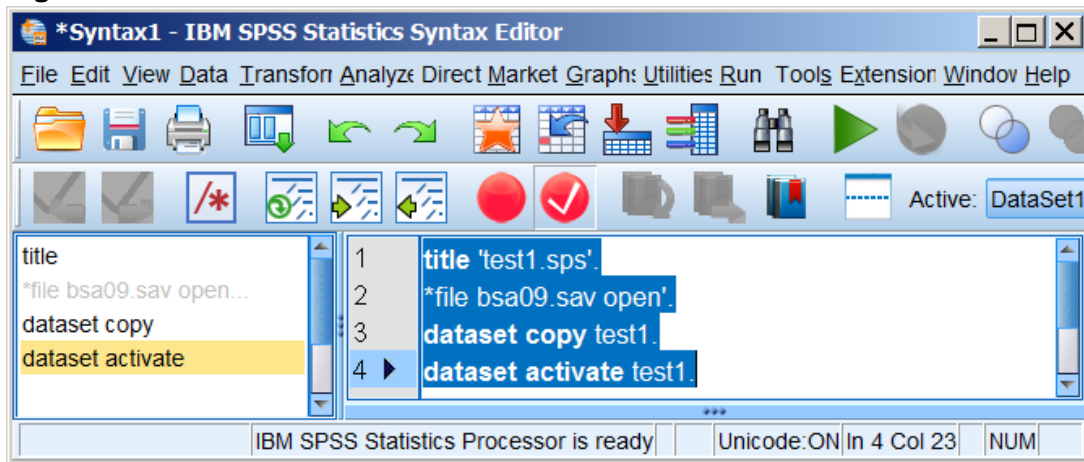 *Syntax1 - IBM SPSS Statistics Syntax Editor
File Edit View Data Transforr Analyze Direct Market Graph: Utilities Run Tools Extension Windov Help
/*
Active: DataSet1
title
*file bsa09.sav open...
dataset copy
dataset activate
1 title 'test1.sps'.
2 *file bsa09.sav open'.
3 dataset copy test1.
4 dataset activate test1.
IBM SPSS Statistics Processor is ready Unicode:ON In 4 Col 23 NUM